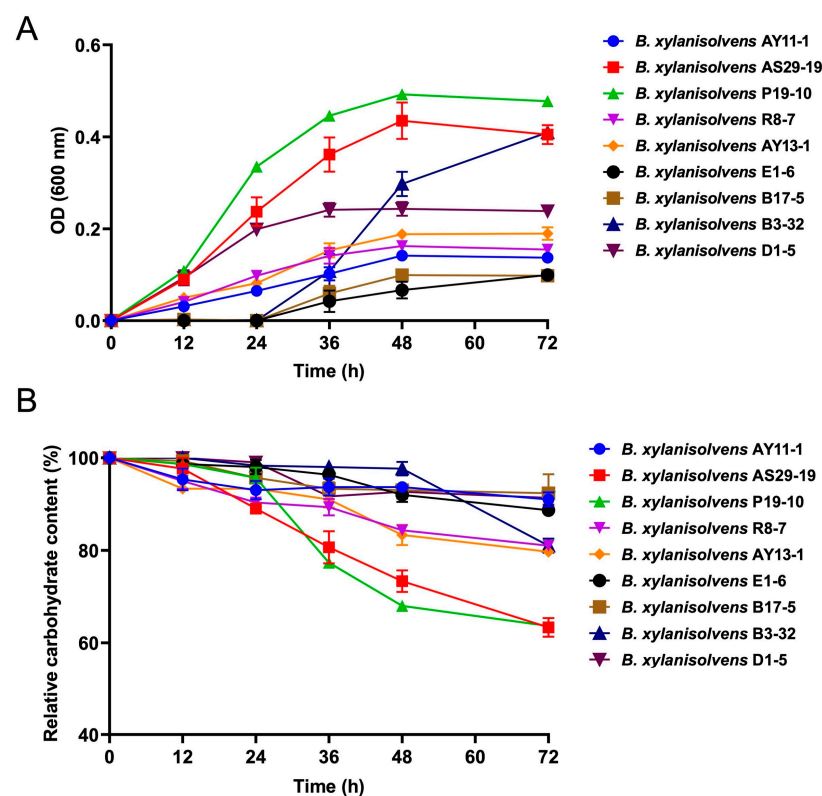 A
OD (600 nm)
0.6
0.4
0.2
0.0
0 12 24 36 48 60 72
Time (h)
B. xylanisolvens AY11-1
B. xylanisolvens AS29-19
B. xylanisolvens P19-10
B. xylanisolvens R8-7
B. xylanisolvens AY13-1
B. xylanisolvens E1-6
B. xylanisolvens B17-5
B. xylanisolvens B3-32
B. xylanisolvens D1-5
B
Relative carbohydrate content (%)
100
80
60
40
0 12 24 36 48 60 72
Time (h)
B. xylanisolvens AY11-1
B. xylanisolvens AS29-19
B. xylanisolvens P19-10
B. xylanisolvens R8-7
B. xylanisolvens AY13-1
B. xylanisolvens E1-6
B. xylanisolvens B17-5
B. xylanisolvens B3-32
B. xylanisolvens D1-5